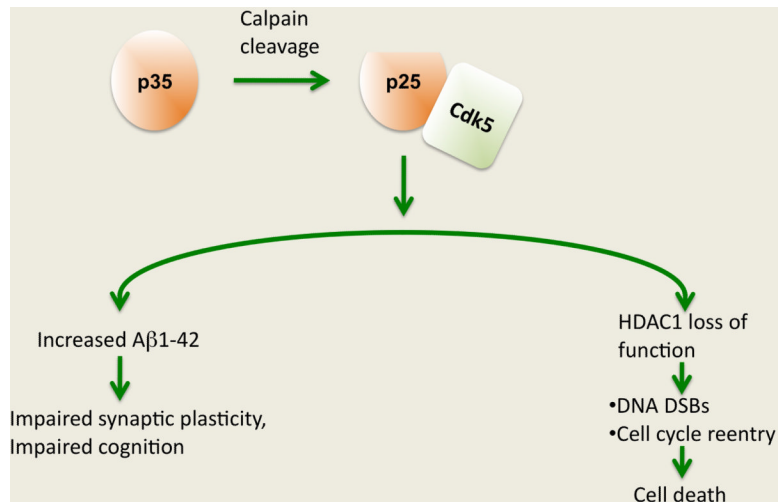 Calpain
cleavage
p35
p25
Cdk5
Increased Aβ1-42
Impaired synaptic plasticity,
Impaired cognition
HDAC1 loss of
function
•DNA DSBs
•Cell cycle reentry
Cell death